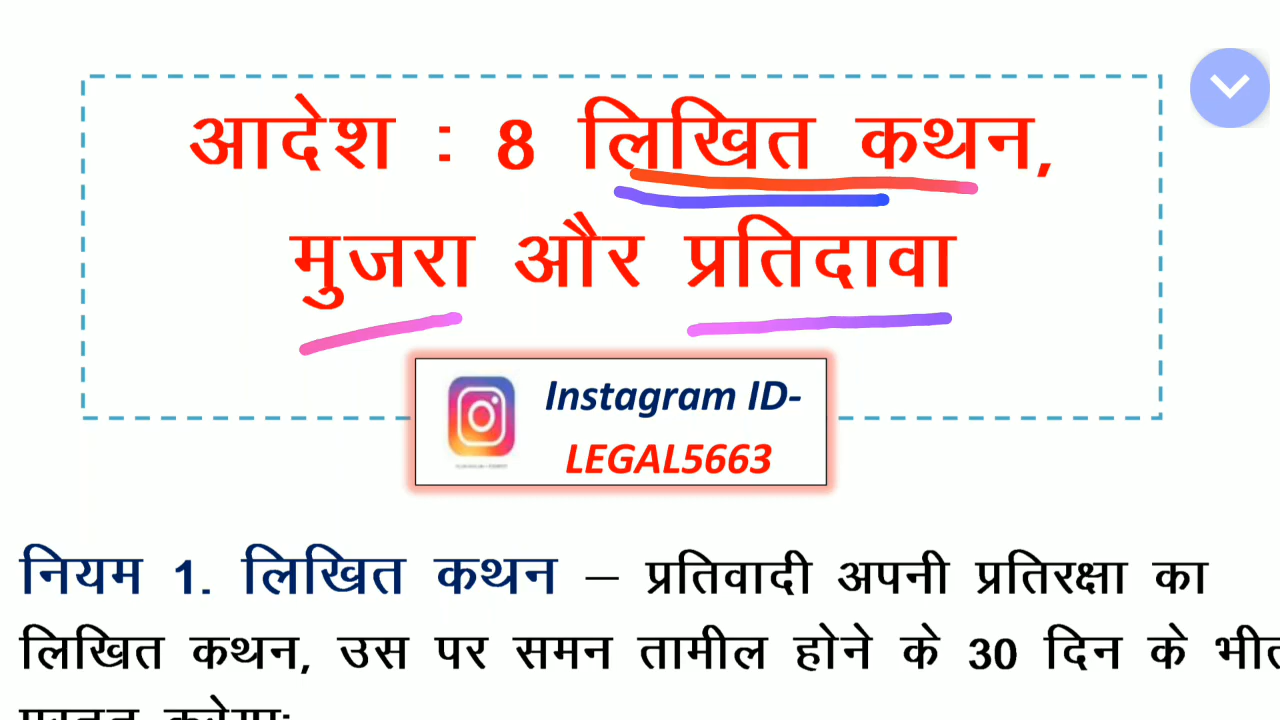 आदेश : 8 लिखित कथन,
मुजरा और प्रतिदावा
Instagram ID-
LEGAL5663
नियम 1. लिखित कथन – प्रतिवादी अपनी प्रतिरक्षा का
लिखित कथन, उस पर समन तामील होने के 30 दिन के